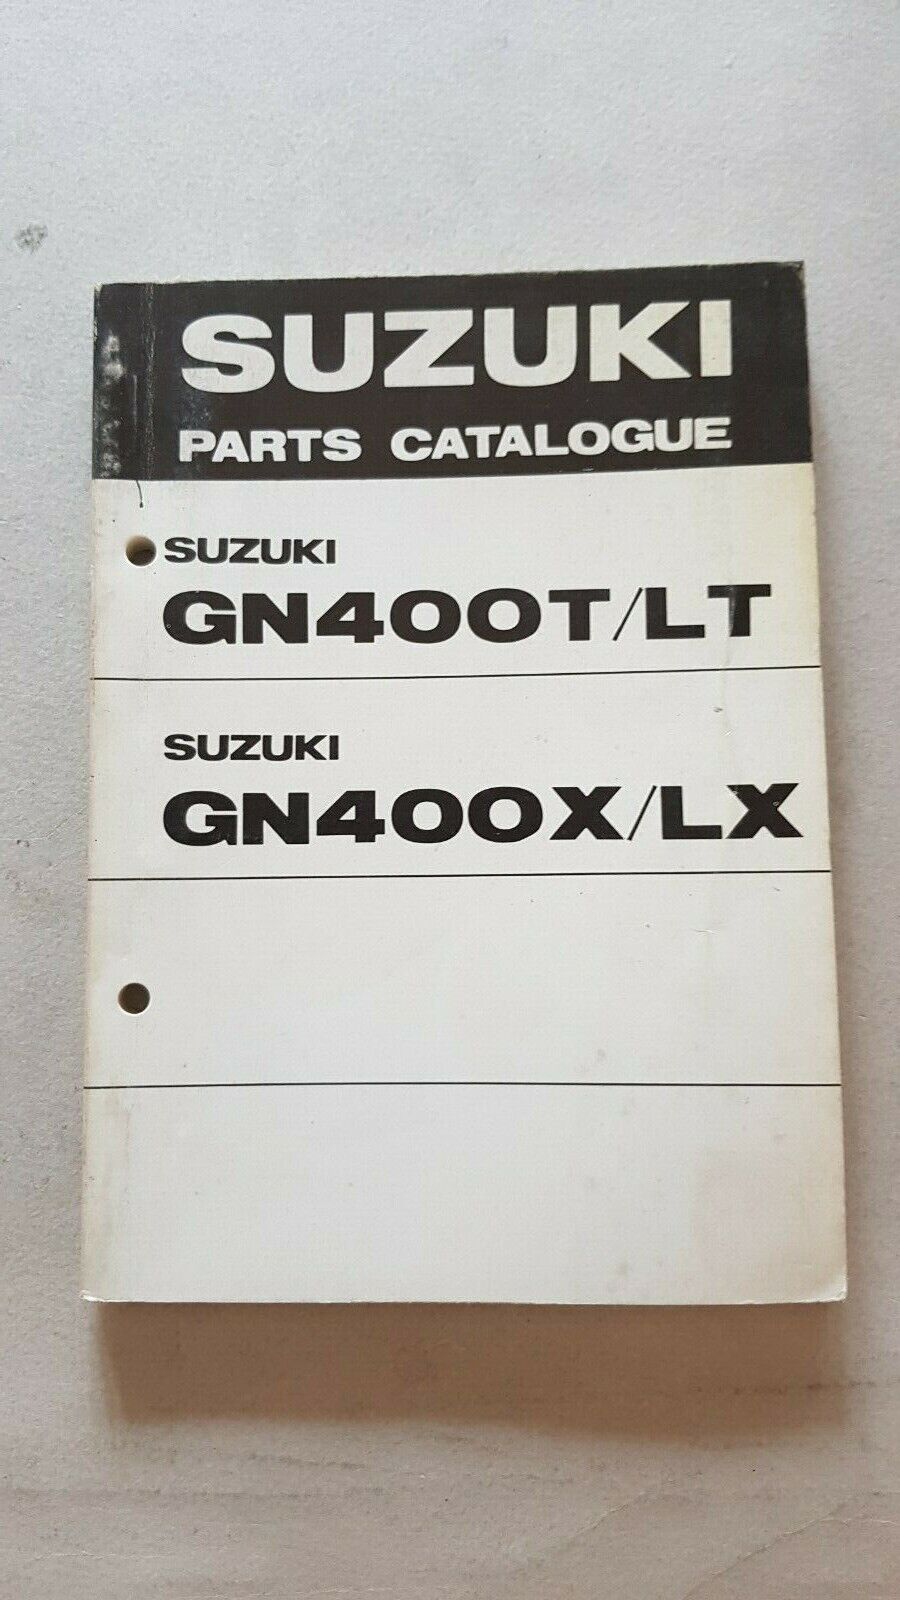 SUZUKI
PARTS CATALOGUE
SUZUKI
GN400T/LT
SUZUKI
GN400X/LX